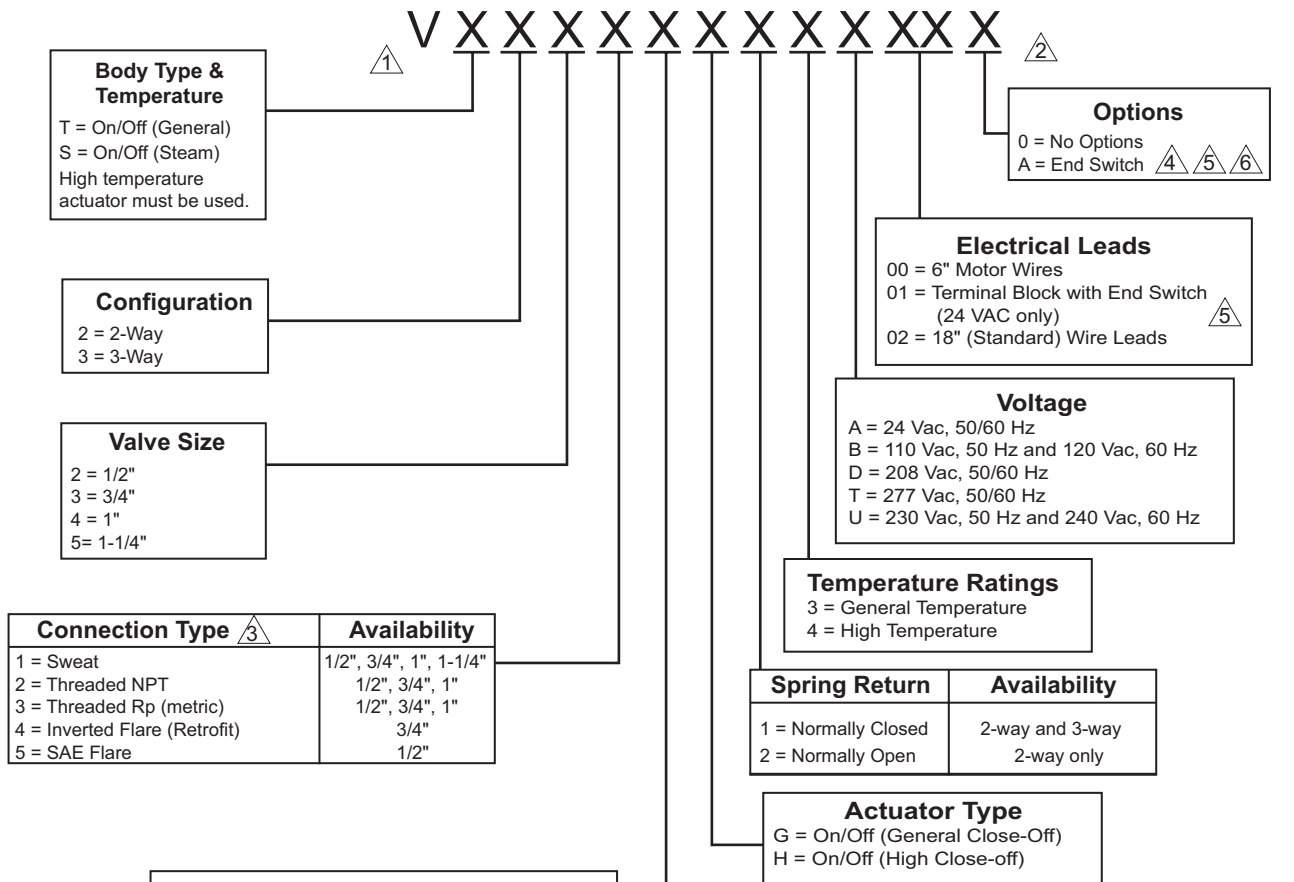 V X X X X X X X X X XX X
1
2
Body Type &
Temperature
T = On/Off (General)
S = On/Off (Steam)
High temperature
actuator must be used.
Options
0 = No Options
A = End Switch 4 5 6
Electrical Leads
00 = 6" Motor Wires
01 = Terminal Block with End Switch
(24 VAC only) 5
02 = 18" (Standard) Wire Leads
Configuration
2 = 2-Way
3 = 3-Way
Voltage
A = 24 Vac, 50/60 Hz
B = 110 Vac, 50 Hz and 120 Vac, 60 Hz
D = 208 Vac, 50/60 Hz
T = 277 Vac, 50/60 Hz
U = 230 Vac, 50 Hz and 240 Vac, 60 Hz
Valve Size
2 = 1/2"
3 = 3/4"
4 = 1"
5= 1-1/4"
Temperature Ratings
3 = General Temperature
4 = High Temperature
Connection Type 3 Availability
1 = Sweat 1/2", 3/4", 1", 1-1/4"
2 = Threaded NPT 1/2", 3/4", 1"
3 = Threaded Rp (metric) 1/2", 3/4", 1"
4 = Inverted Flare (Retrofit) 3/4"
5 = SAE Flare 1/2"
Spring Return Availability
1 = Normally Closed 2-way and 3-way
2 = Normally Open 2-way only
Actuator Type
G = On/Off (General Close-Off)
H = On/Off (High Close-off)